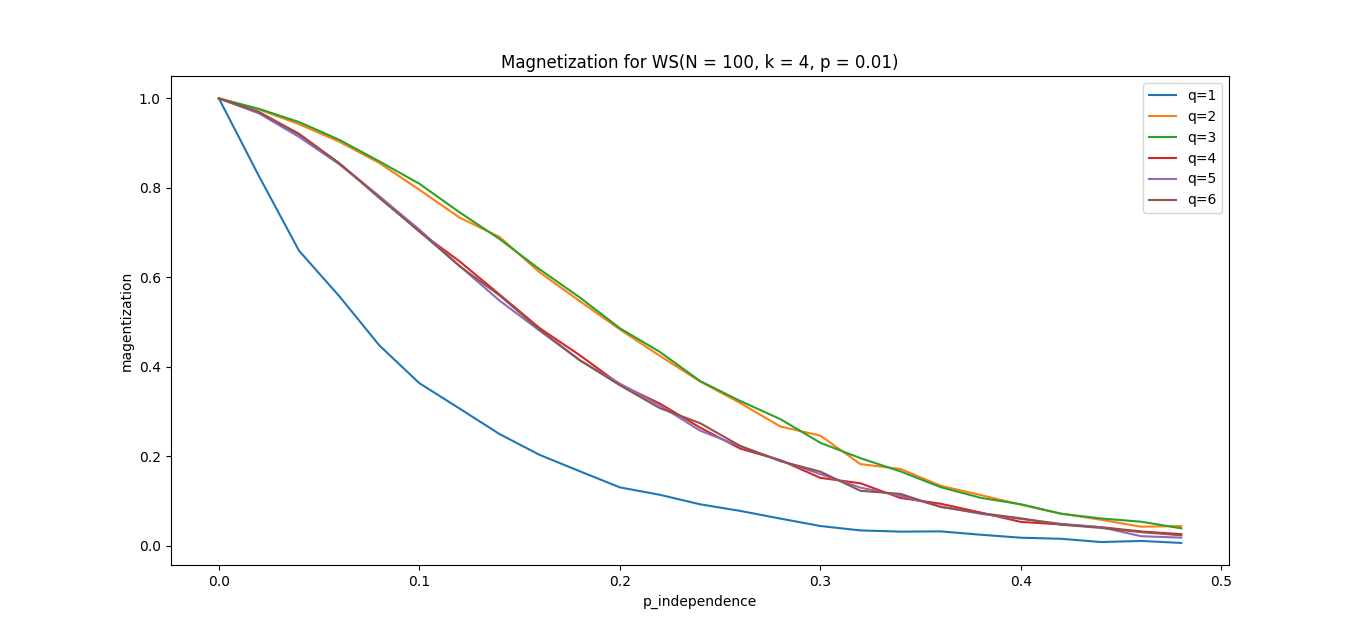 Magnetization for WS(N = 100, k = 4, p = 0.01)
1.0
0.8
0.6
0.4
0.2
0.0
magentization
0.0 0.1 0.2 0.3 0.4 0.5
p_independence
q=1
q=2
q=3
q=4
q=5
q=6